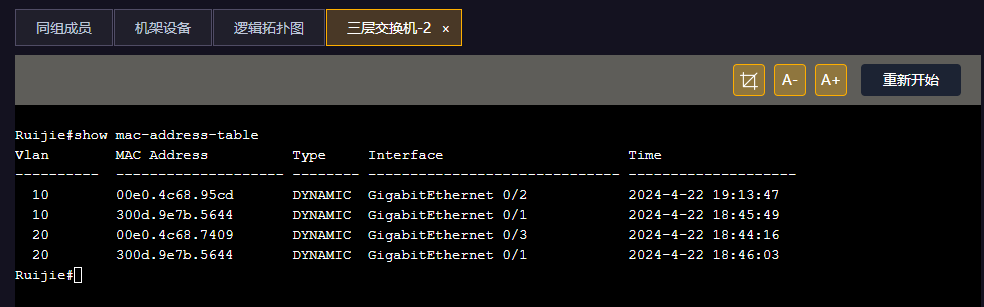 同组成员 机架设备 逻辑拓扑图 三层交换机-2 ×
A- A+ 重新开始
Ruijie#show mac-address-table
Vlan MAC Address Type Interface Time
---------- -------------------- -------- ------------------------------ --------------------
10 00e0.4c68.95cd DYNAMIC GigabitEthernet 0/2 2024-4-22 19:13:47
10 300d.9e7b.5644 DYNAMIC GigabitEthernet 0/1 2024-4-22 18:45:49
20 00e0.4c68.7409 DYNAMIC GigabitEthernet 0/3 2024-4-22 18:44:16
20 300d.9e7b.5644 DYNAMIC GigabitEthernet 0/1 2024-4-22 18:46:03
Ruijie#